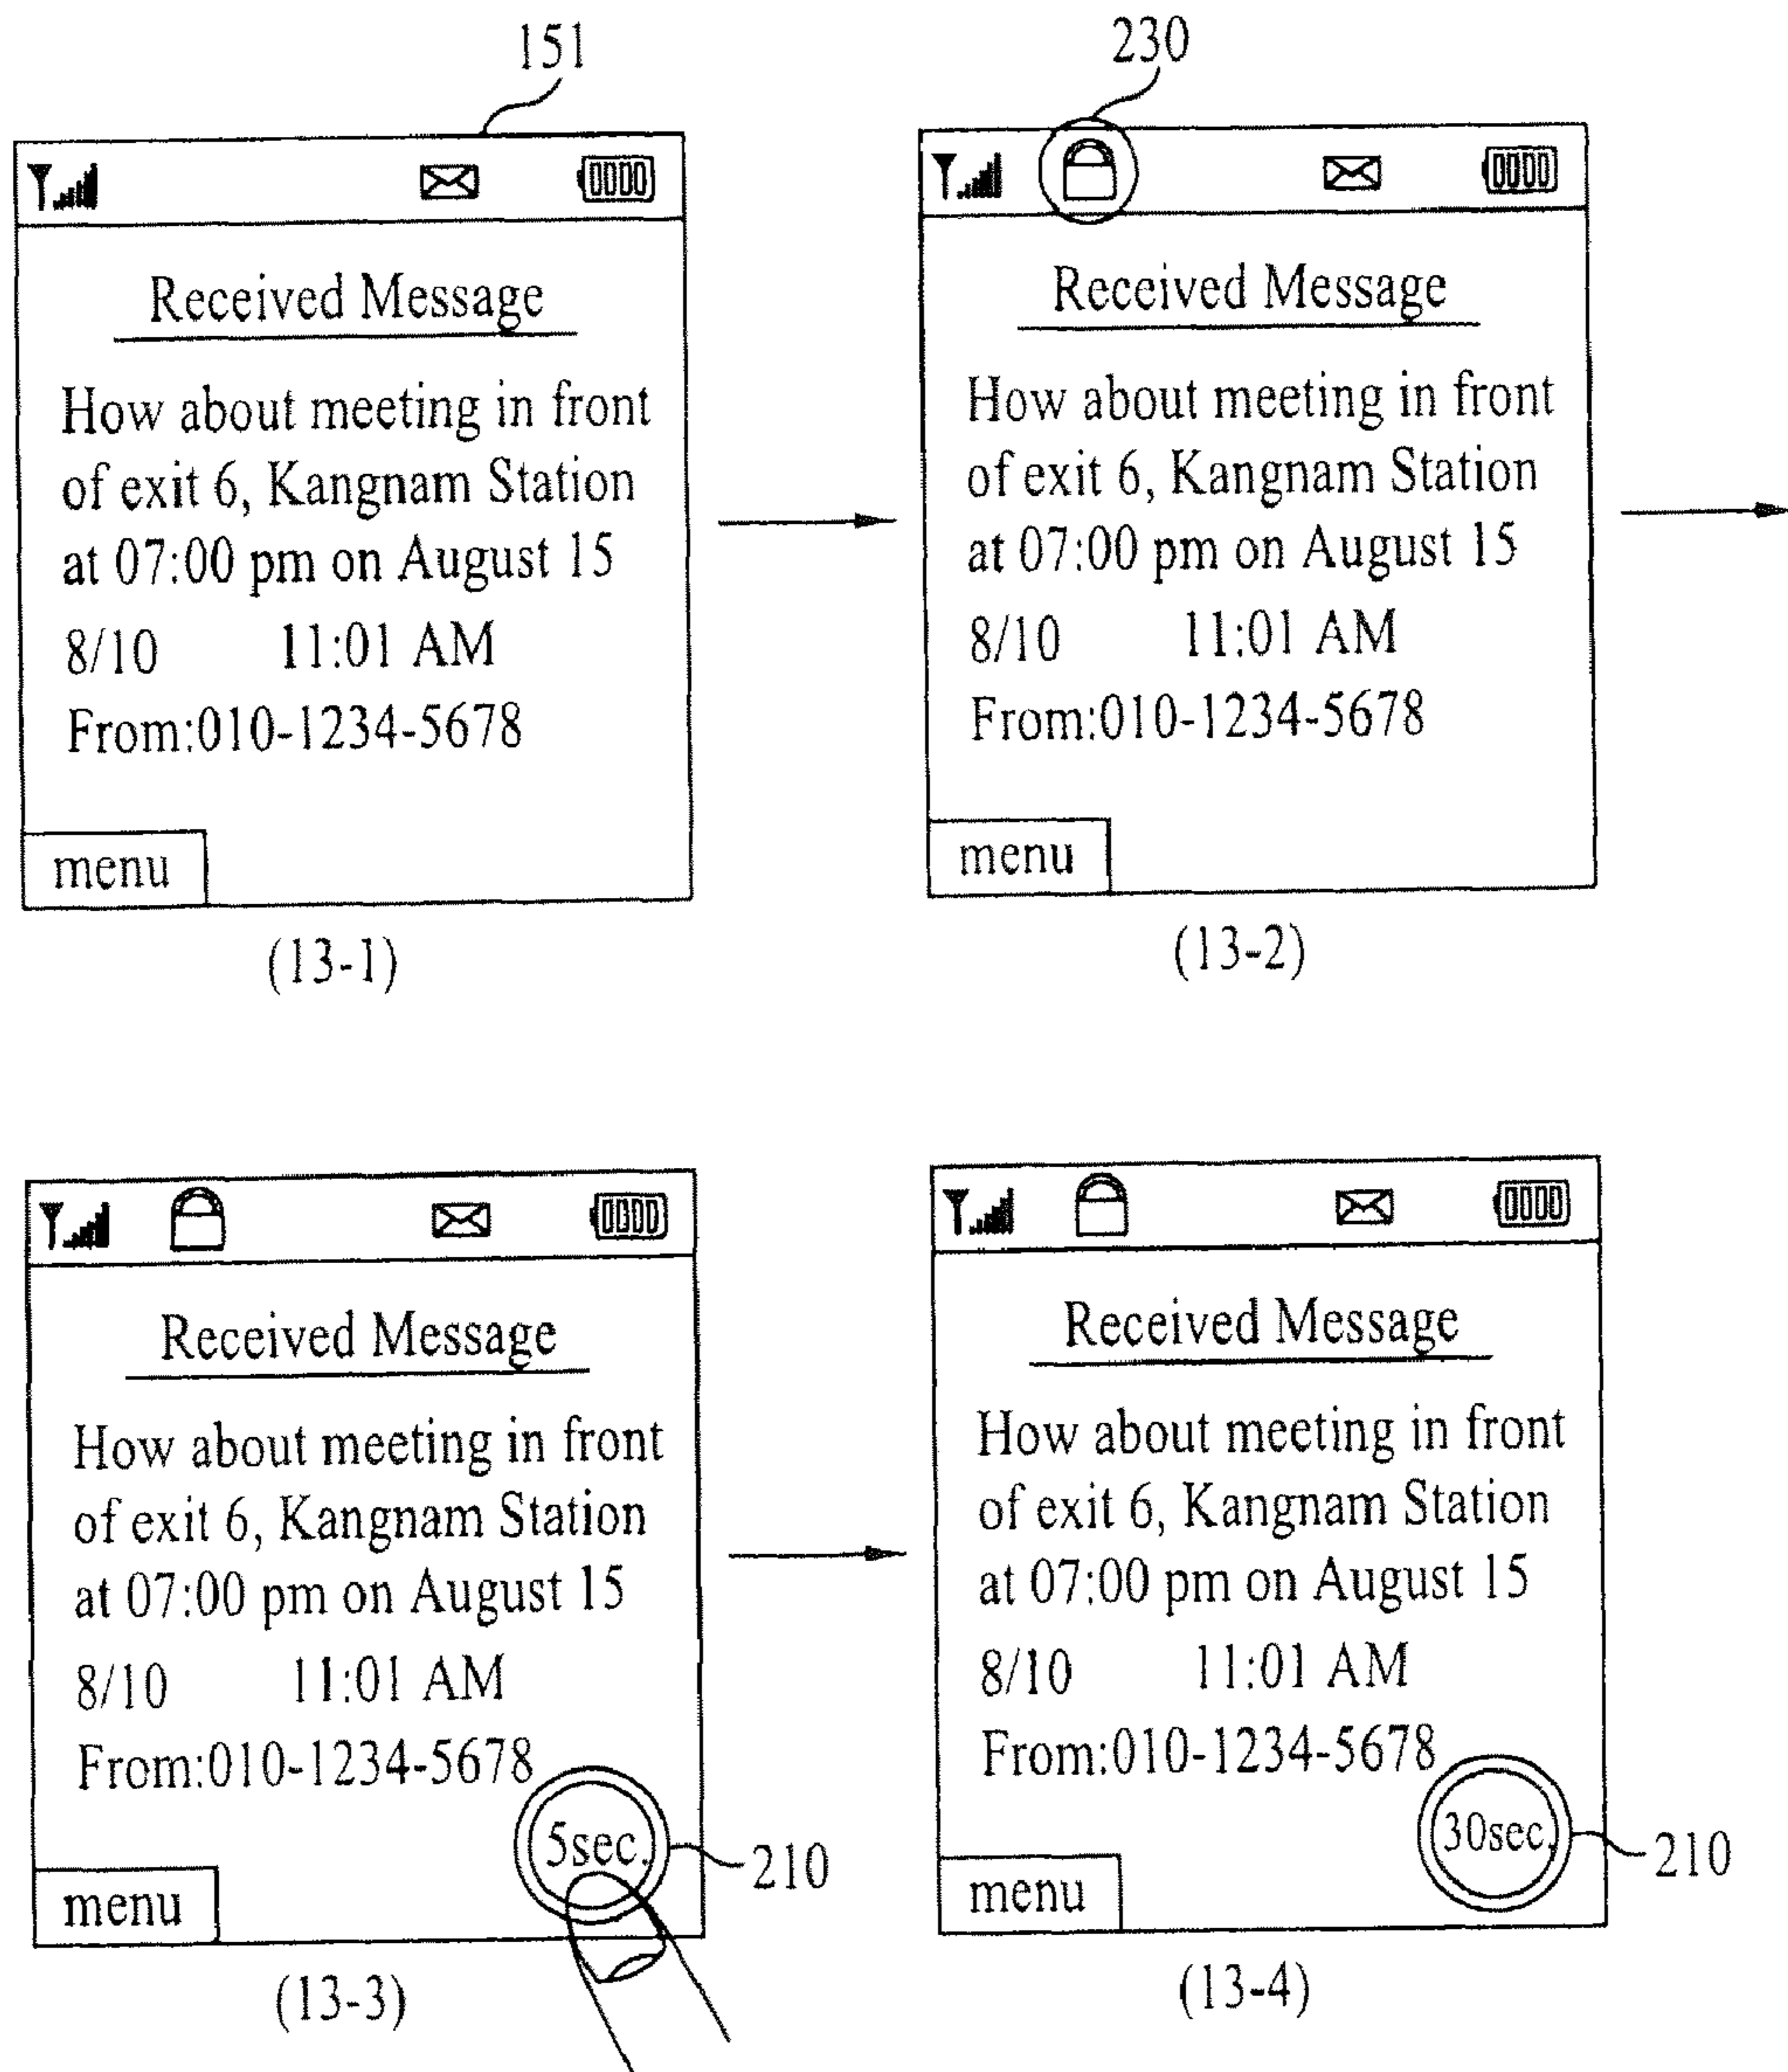 151
Received Message
How about meeting in front
of exit 6, Kangnam Station
at 07:00 pm on August 15
8/10 11:01 AM
From:010-1234-5678
menu
(13-1)
230
Received Message
How about meeting in front
of exit 6, Kangnam Station
at 07:00 pm on August 15
8/10 11:01 AM
From:010-1234-5678
menu
(13-2)
Received Message
How about meeting in front
of exit 6, Kangnam Station
at 07:00 pm on August 15
8/10 11:01 AM
From:010-1234-5678
5sec.
210
menu
(13-3)
Received Message
How about meeting in front
of exit 6, Kangnam Station
at 07:00 pm on August 15
8/10 11:01 AM
From:010-1234-5678
30sec.
210
menu
(13-4)